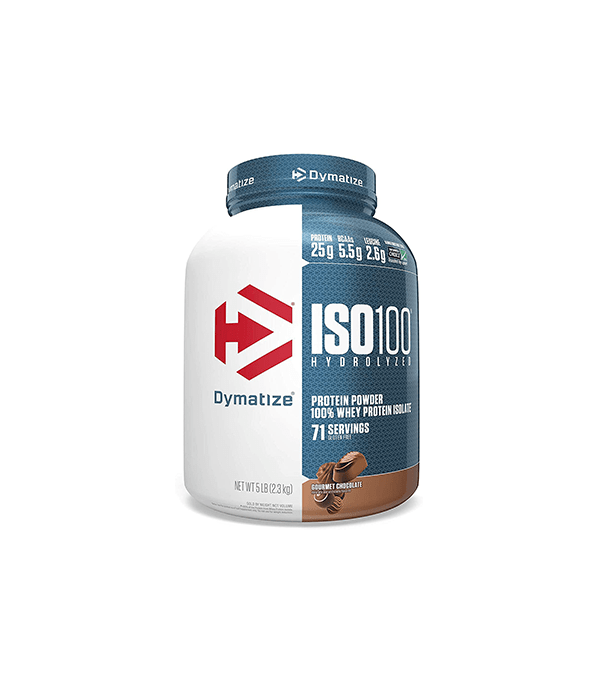 Dymatize
PROTEIN BCAAs LEUCINE
25g 5.5g 2.6g
ISO100
HYDROLYZED
Dymatize
PROTEIN POWDER
100% WHEY PROTEIN ISOLATE
71 SERVINGS
GLUTEN FREE
GOURMET CHOCOLATE
NET WT 5 LB (2.3 kg)